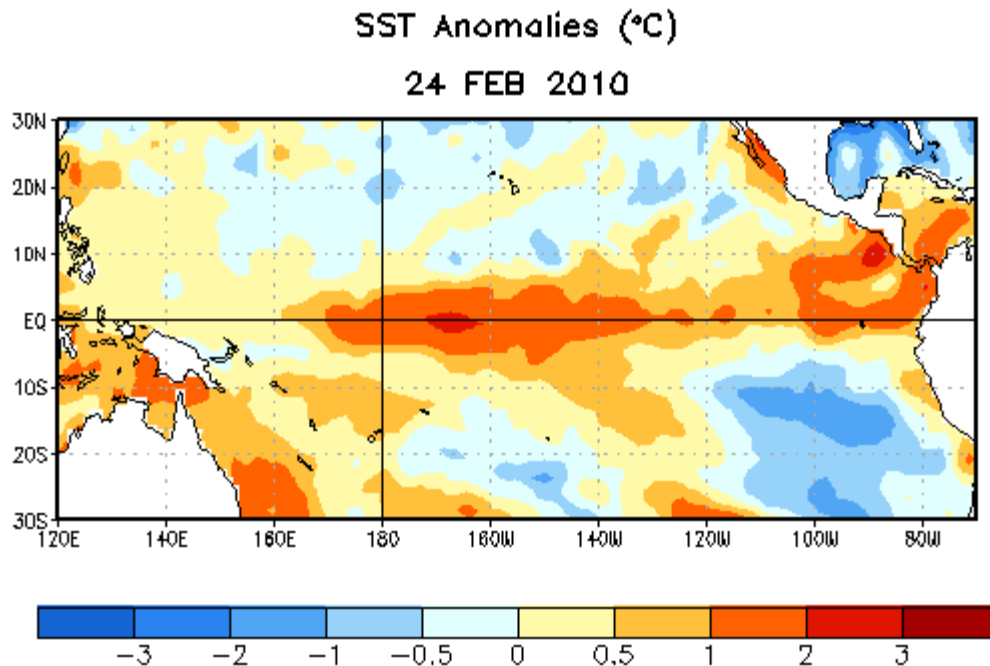 SST Anomalies (°C)
24 FEB 2010
30N
20N
10N
EQ
10S
20S
30S
120E 140E 160E 180 160W 140W 120W 100W 80W
-3 -2 -1 -0.5 0 0.5 1 2 3